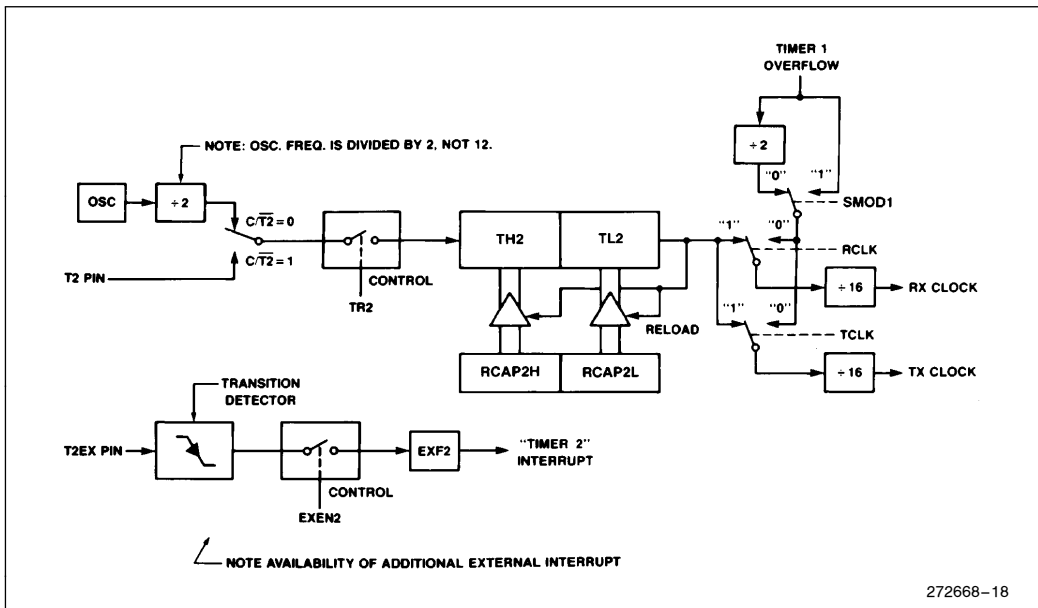 TIMER 1
OVERFLOW
NOTE: OSC. FREQ. IS DIVIDED BY 2, NOT 12.
÷ 2
"0" "1"
OSC
÷ 2
SMOD1
C/T2̅ = 0
TH2
TL2
"1" "0"
RCLK
T2 PIN
C/T2̅ = 1
CONTROL
÷ 16
RX CLOCK
TR2
"1" "0"
RELOAD
TCLK
RCAP2H
RCAP2L
÷ 16
TX CLOCK
TRANSITION
DETECTOR
T2EX PIN
EXF2
"TIMER 2"
INTERRUPT
CONTROL
EXEN2
NOTE AVAILABILITY OF ADDITIONAL EXTERNAL INTERRUPT
272668–18